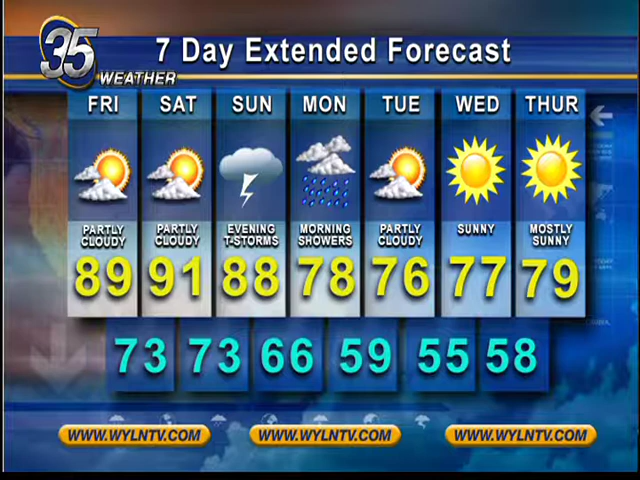 35
WEATHER
7 Day Extended Forecast
FRI SAT SUN MON TUE WED THUR
PARTLY CLOUDY
PARTLY CLOUDY
EVENING T-STORMS
MORNING SHOWERS
PARTLY CLOUDY
SUNNY
MOSTLY SUNNY
89 91 88 78 76 77 79
73 73 66 59 55 58
WWW.WYLNTV.COM WWW.WYLNTV.COM WWW.WYLNTV.COM